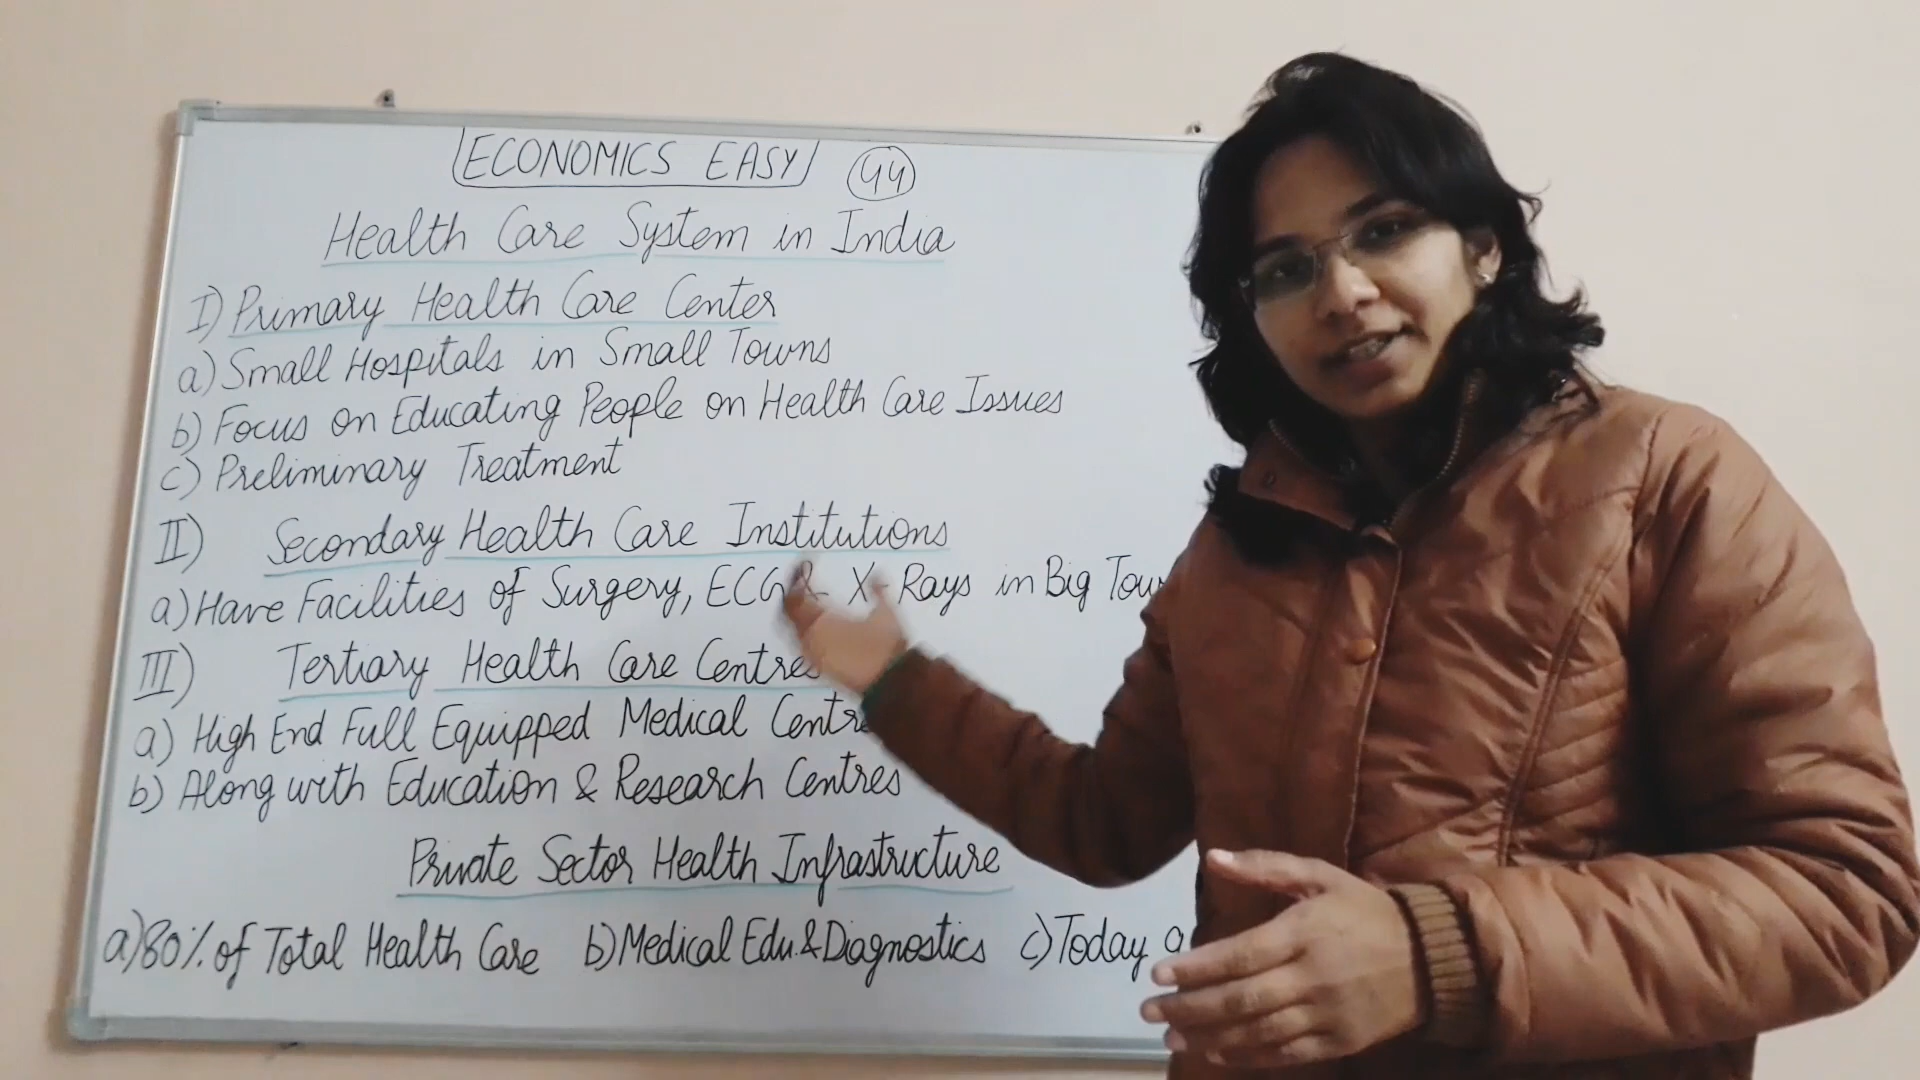 ECONOMICS EASY 44
Health Care System in India
I) Primary Health Care Center
a) Small Hospitals in Small Towns
b) Focus on Educating People on Health Care Issues
c) Preliminary Treatment
II) Secondary Health Care Institutions
a) Have Facilities of Surgery, ECG & X-Rays in Big
III) Tertiary Health Care Centres
a) High End Full Equipped Medical Centre
b) Along with Education & Research Centres
Private Sector Health Infrastructure
a) 80% of Total Health Care b) Medical Edu. & Diagnostics c) Today